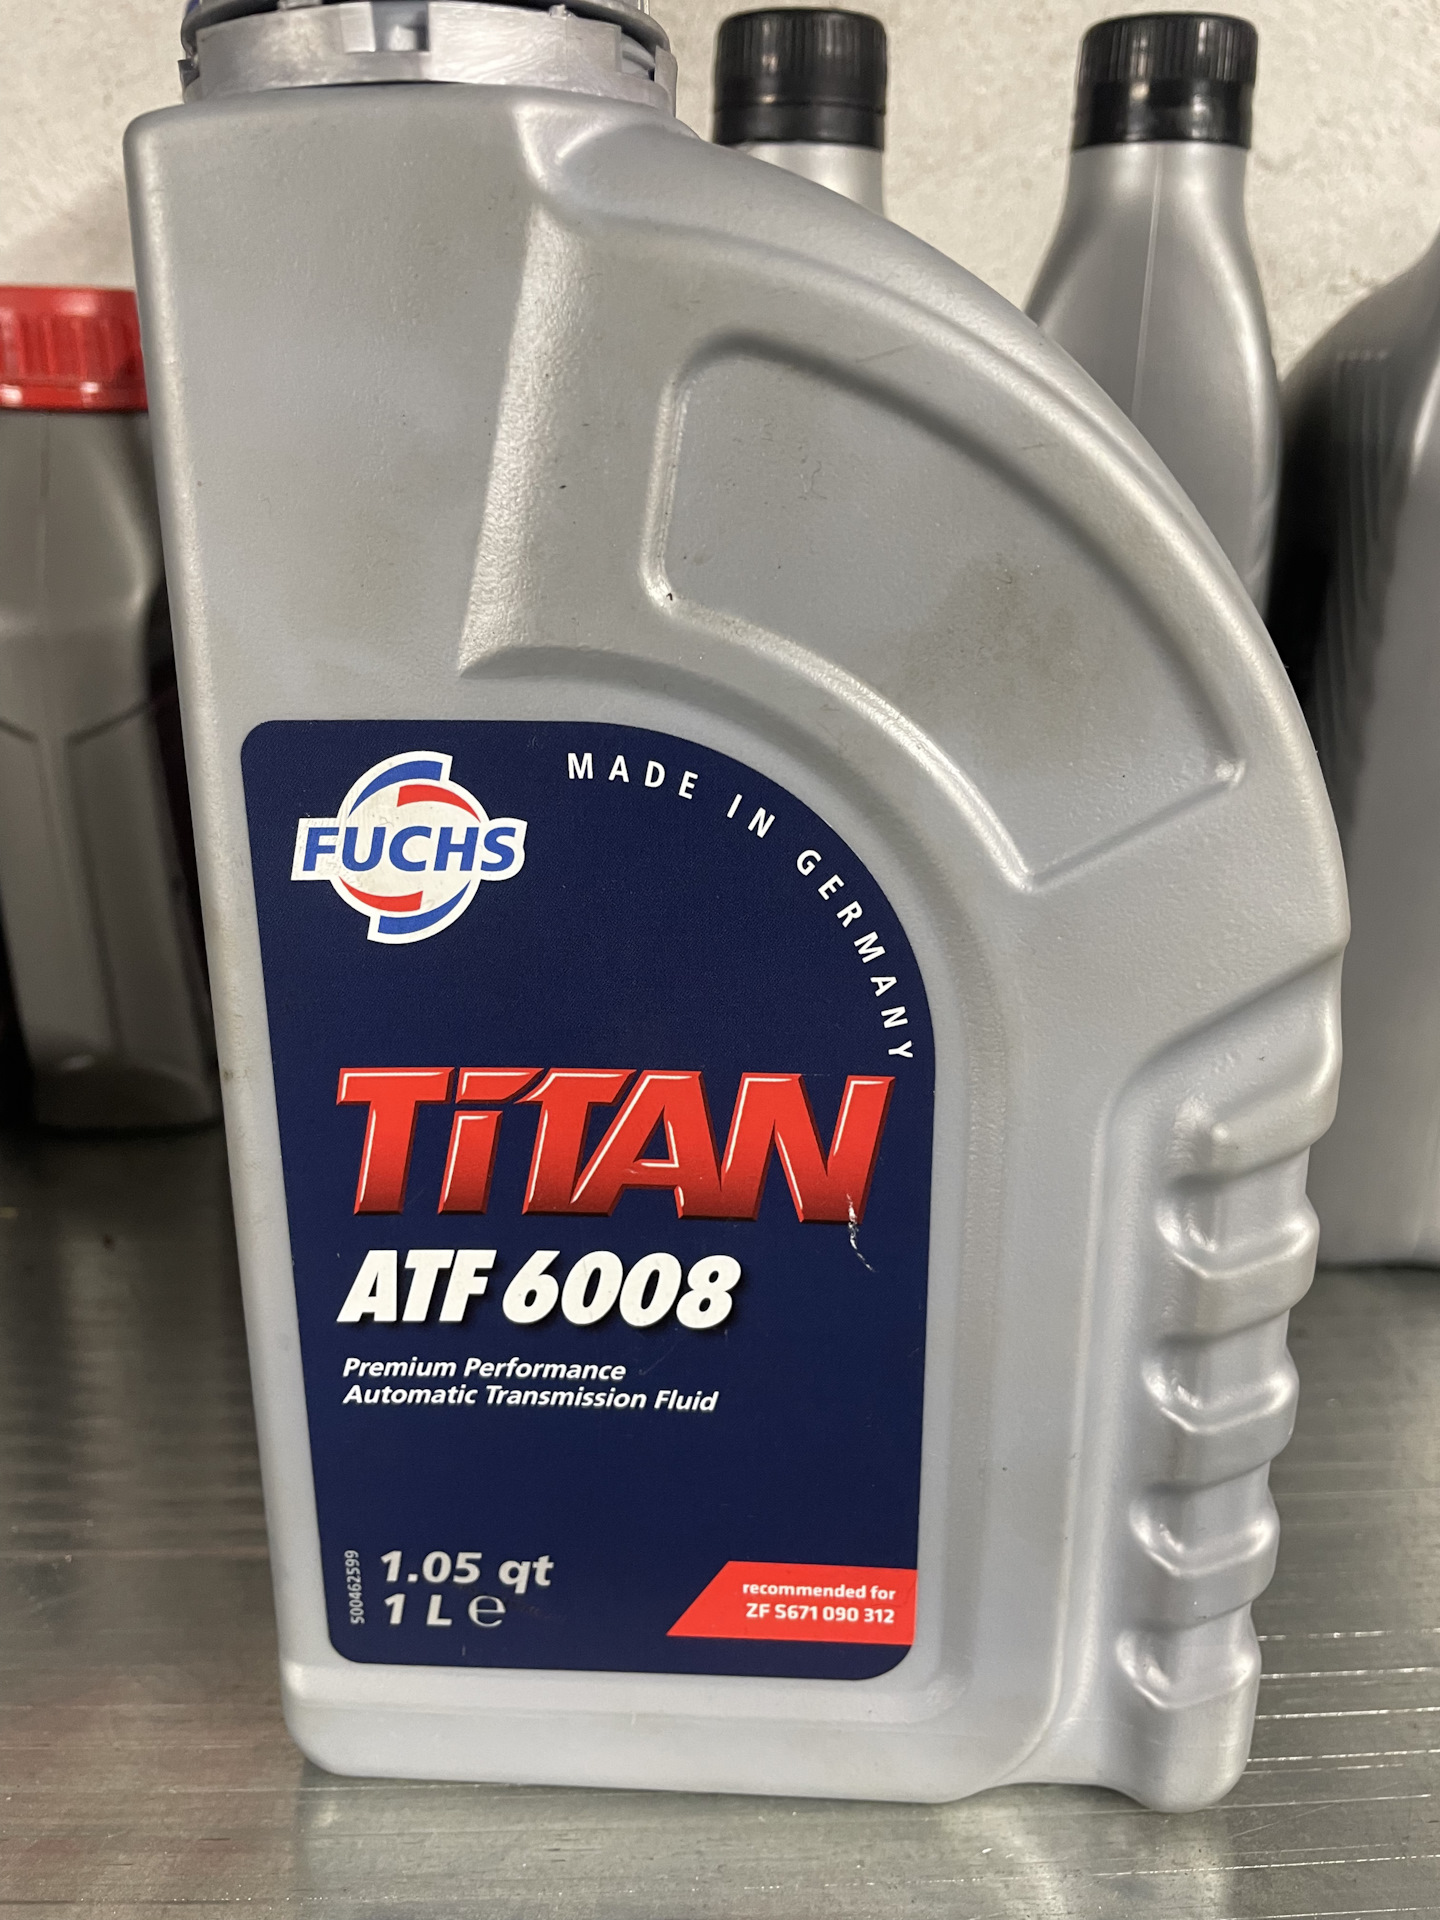 FUCHS
MADE IN GERMANY
TiTAN
ATF 6008
Premium Performance
Automatic Transmission Fluid
500462599
1.05 qt
1 L ℮
recommended for
ZF S671 090 312